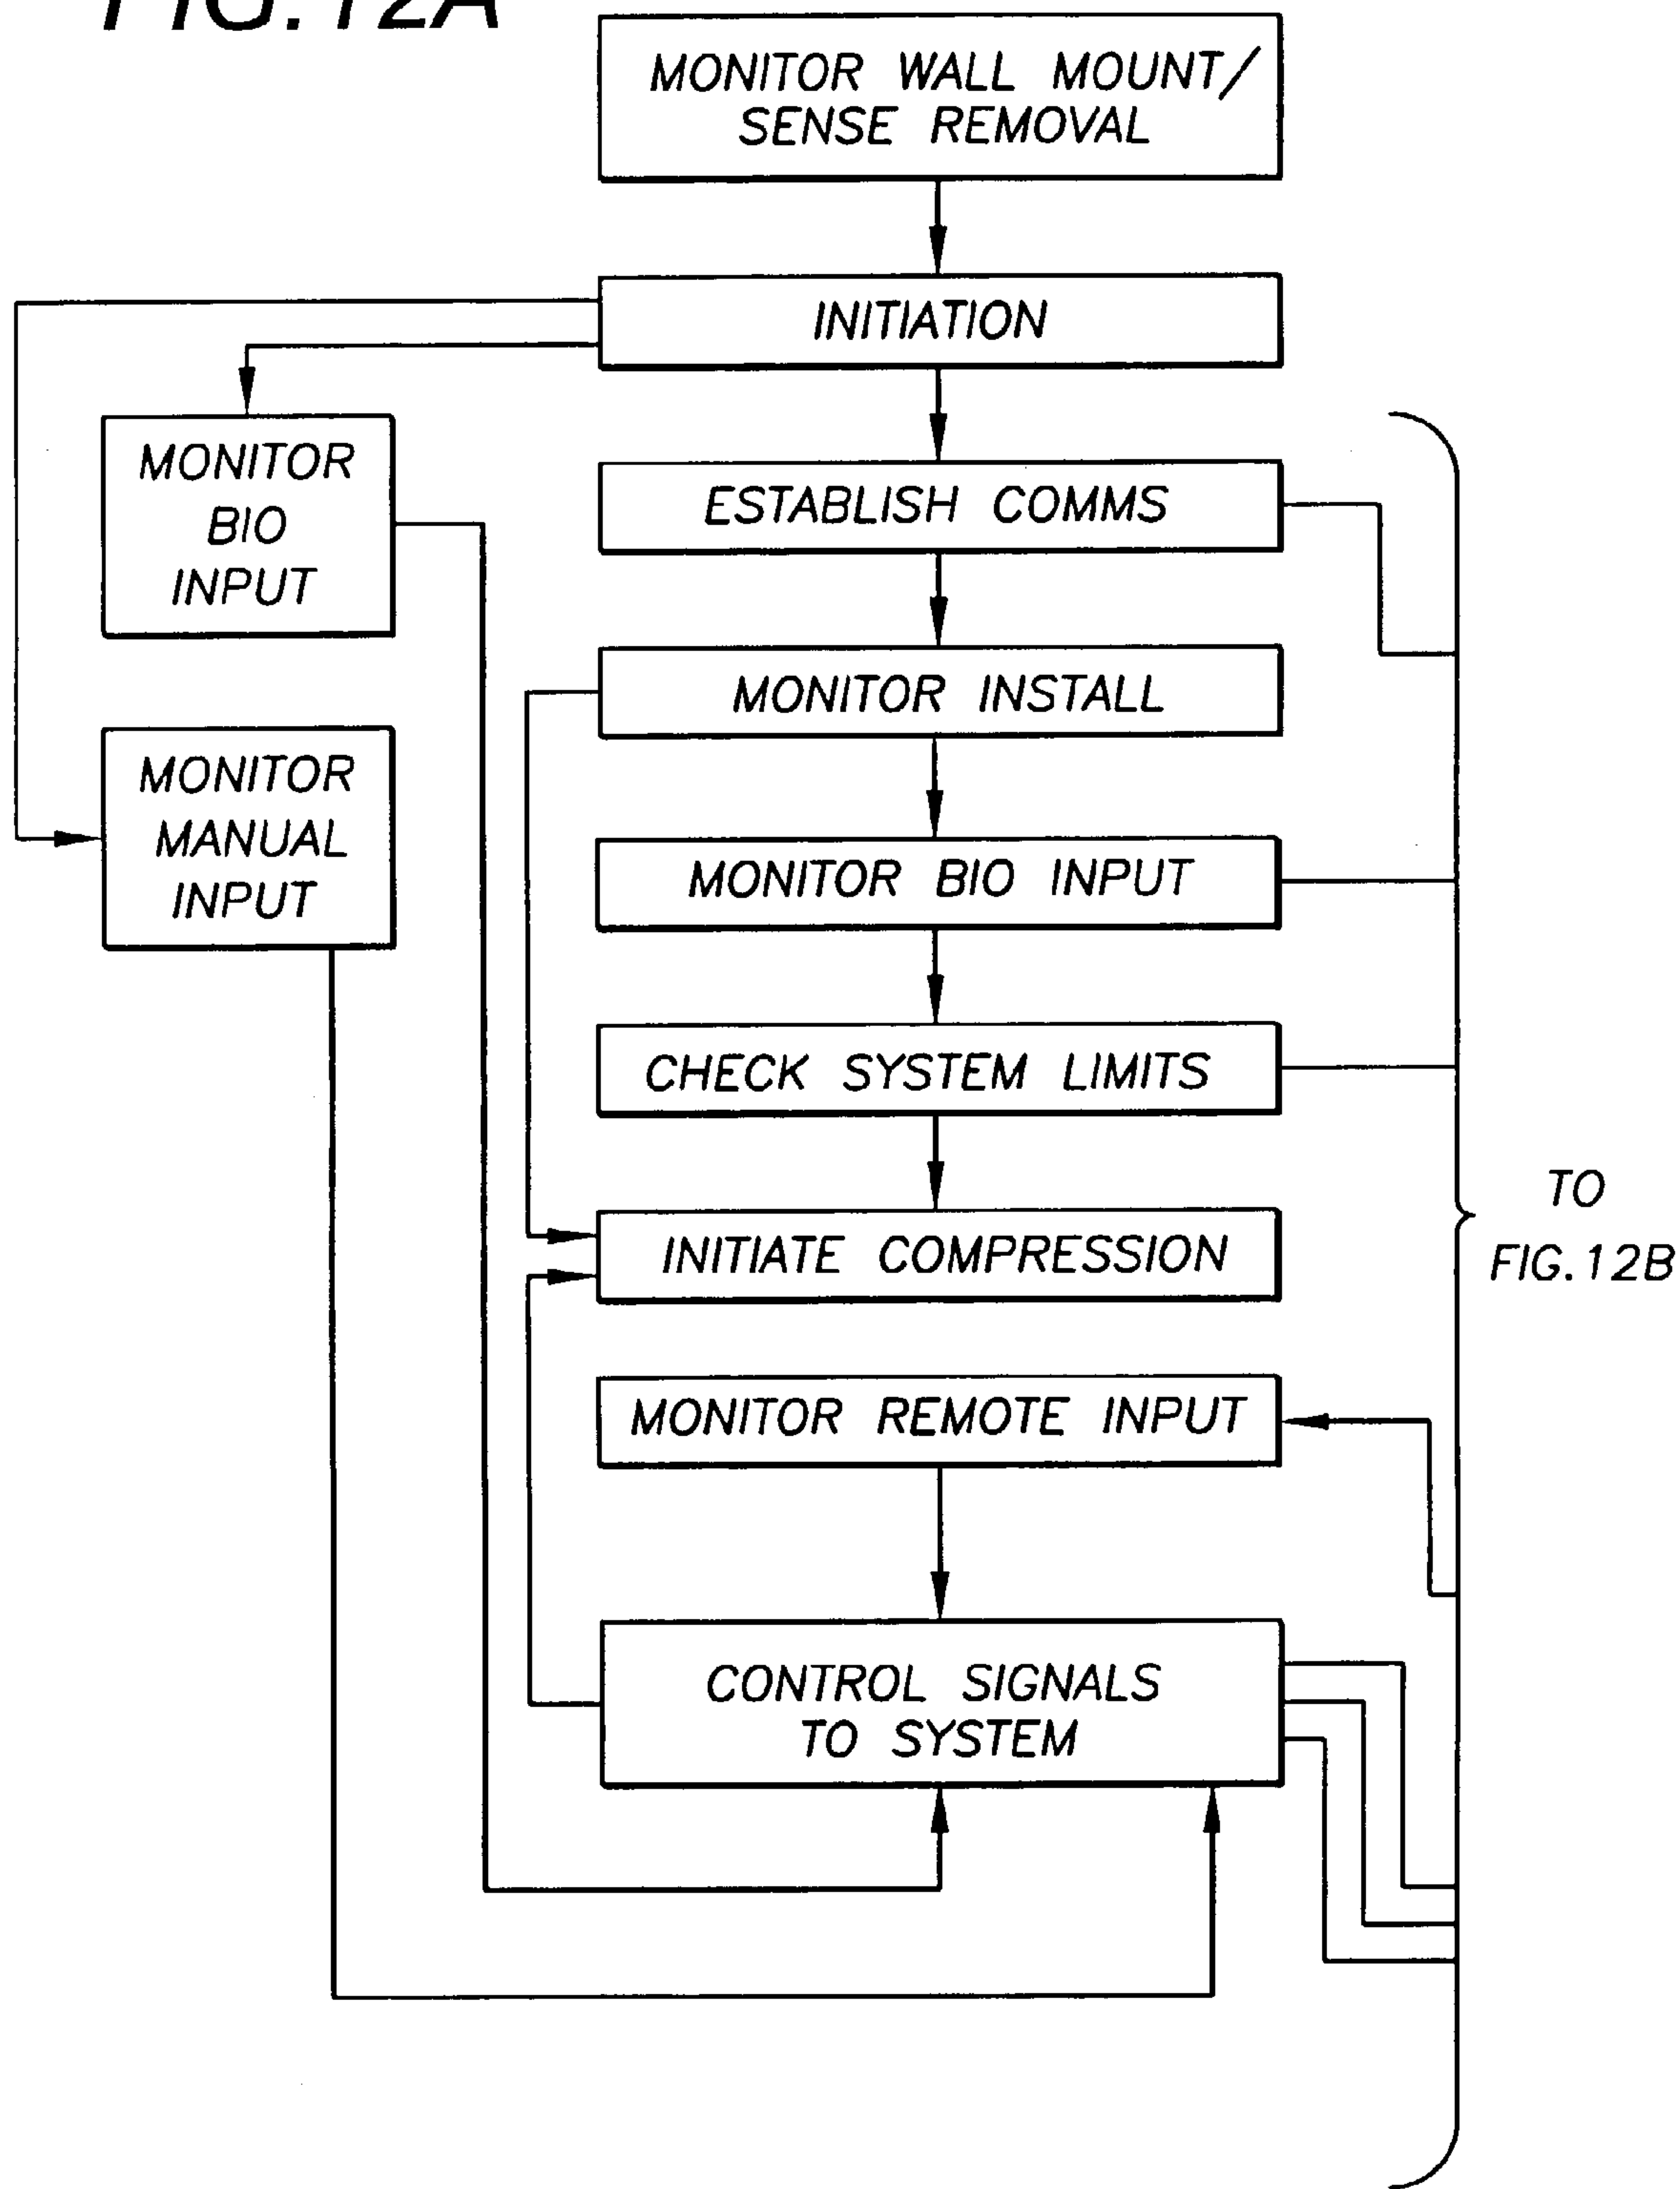 FIG.12A
MONITOR WALL MOUNT/
SENSE REMOVAL
INITIATION
MONITOR
BIO
INPUT
ESTABLISH COMMS
MONITOR INSTALL
MONITOR
MANUAL
INPUT
MONITOR BIO INPUT
CHECK SYSTEM LIMITS
INITIATE COMPRESSION
TO
FIG.12B
MONITOR REMOTE INPUT
CONTROL SIGNALS
TO SYSTEM